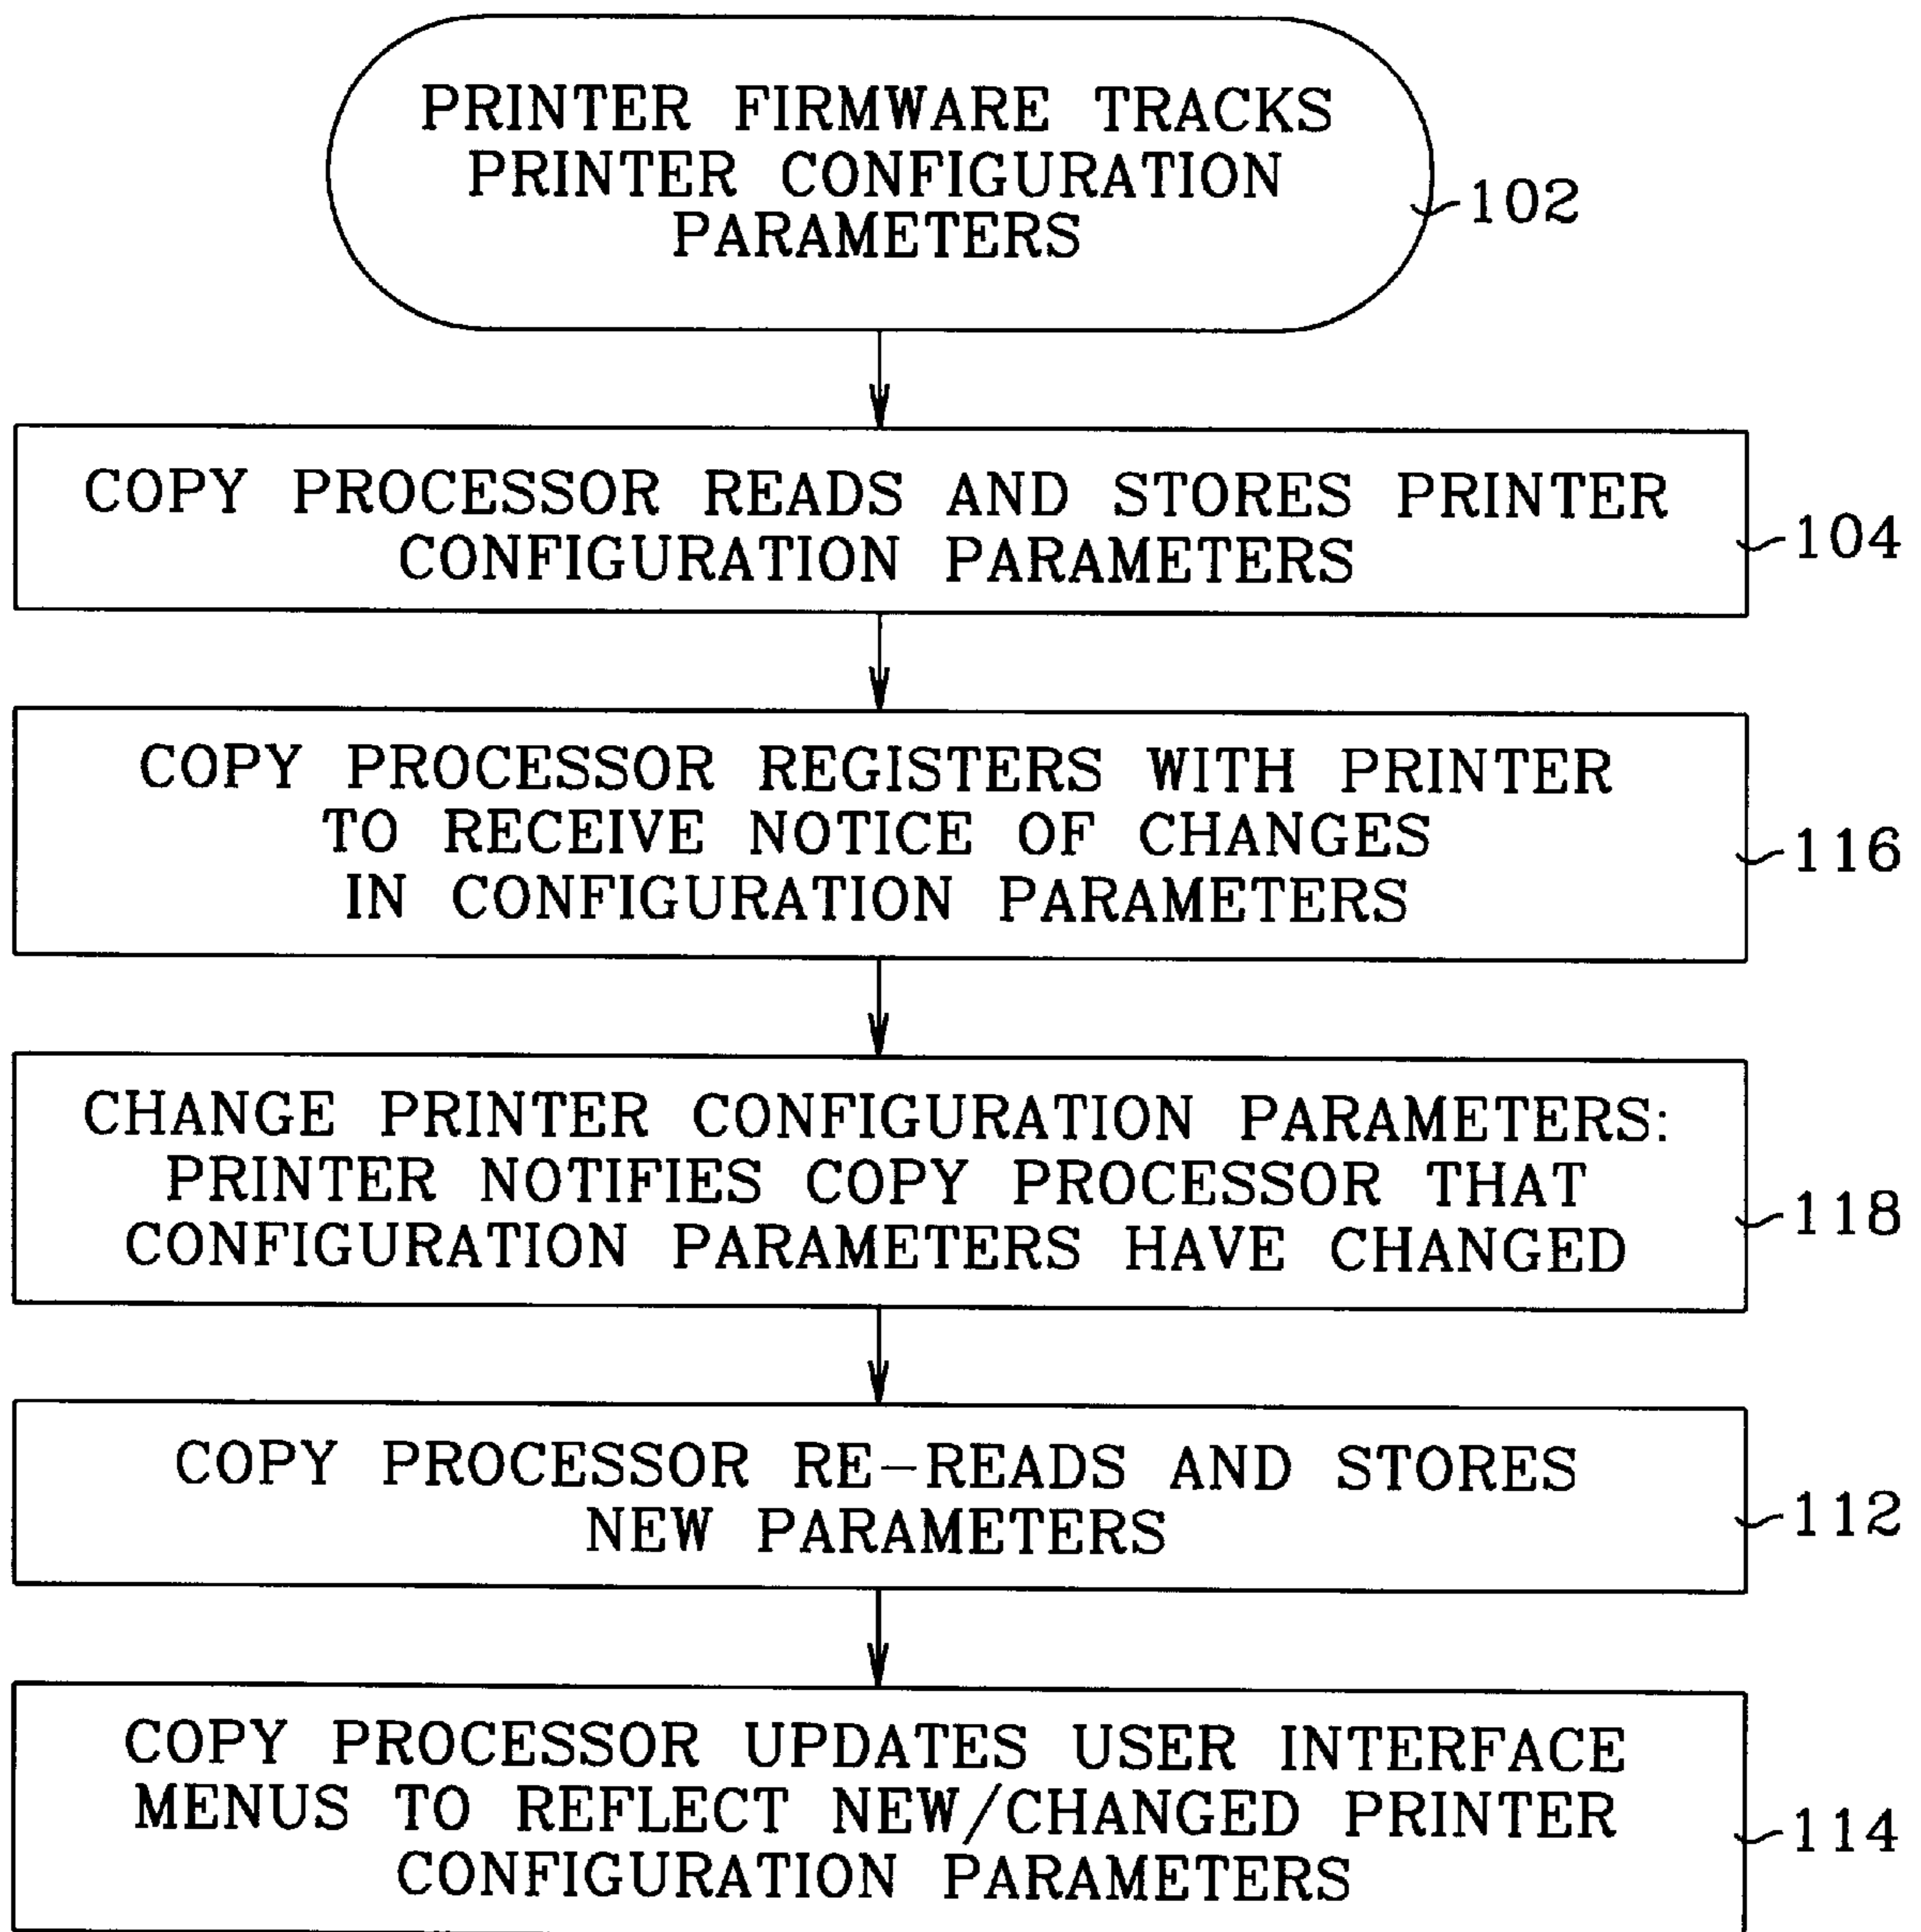 PRINTER FIRMWARE TRACKS
PRINTER CONFIGURATION
PARAMETERS
102
COPY PROCESSOR READS AND STORES PRINTER
CONFIGURATION PARAMETERS
104
COPY PROCESSOR REGISTERS WITH PRINTER
TO RECEIVE NOTICE OF CHANGES
IN CONFIGURATION PARAMETERS
116
CHANGE PRINTER CONFIGURATION PARAMETERS:
PRINTER NOTIFIES COPY PROCESSOR THAT
CONFIGURATION PARAMETERS HAVE CHANGED
118
COPY PROCESSOR RE-READS AND STORES
NEW PARAMETERS
112
COPY PROCESSOR UPDATES USER INTERFACE
MENUS TO REFLECT NEW/CHANGED PRINTER
CONFIGURATION PARAMETERS
114